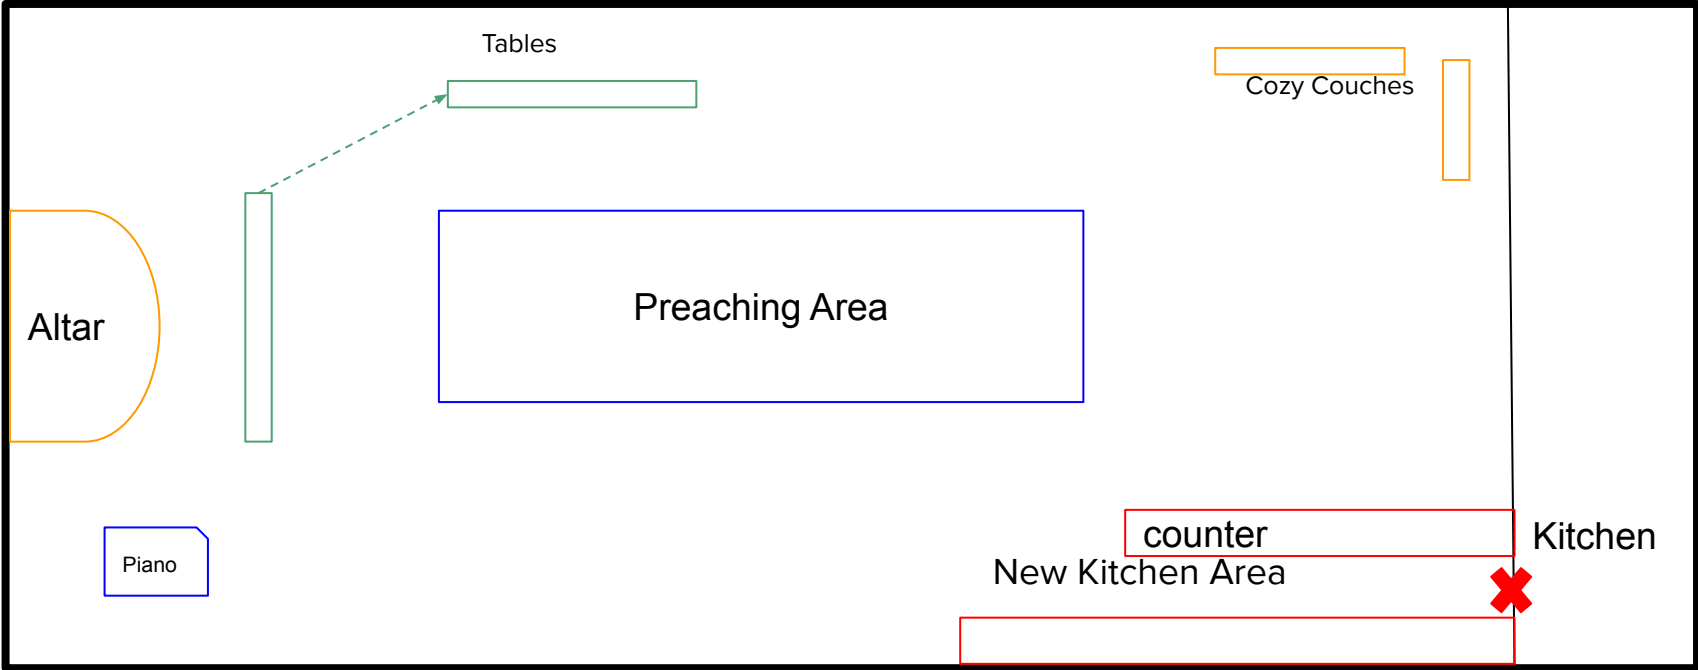 Tables
Cozy Couches
Preaching Area
Altar
counter
Kitchen
New Kitchen Area
Piano